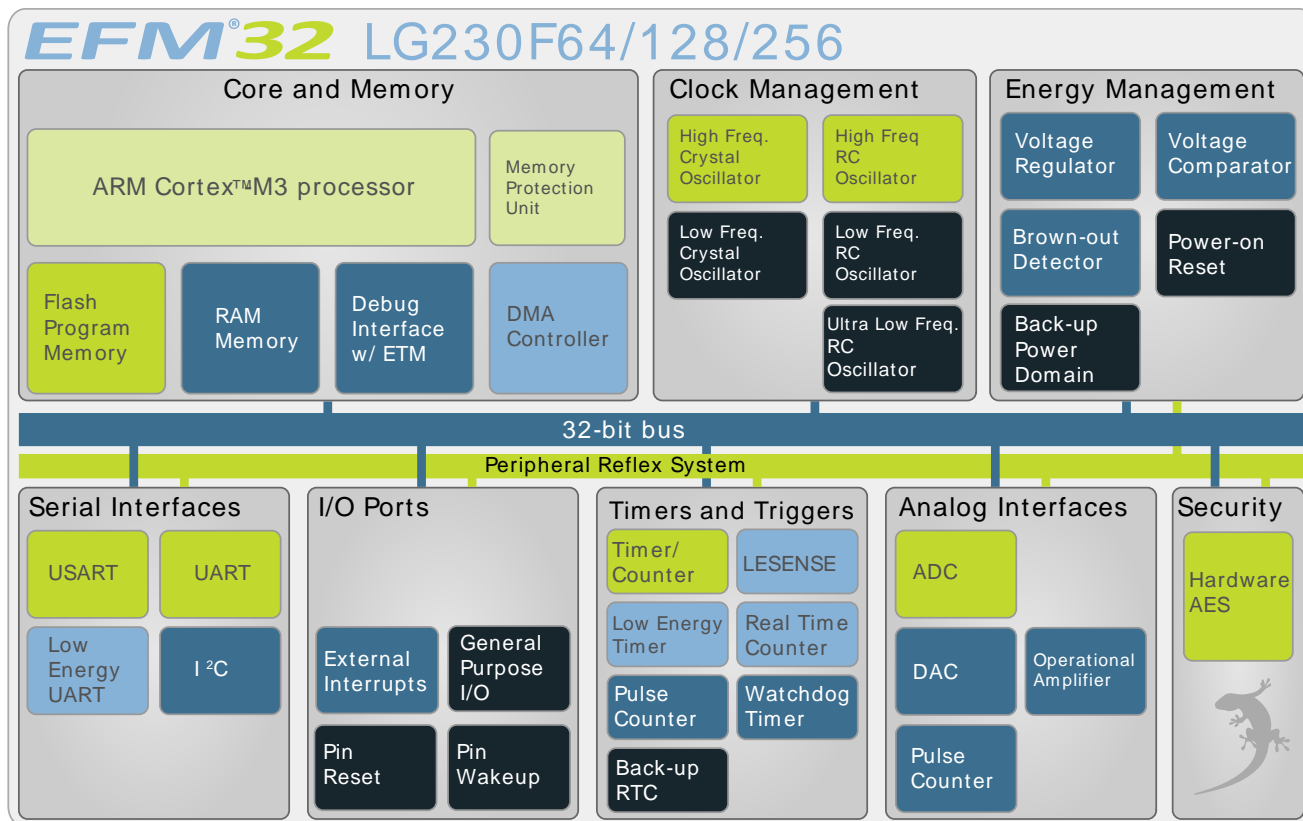 EFM®32 LG230F64/128/256
Core and Memory
ARM Cortex™M3 processor
Memory
Protection
Unit
Flash
Program
Memory
RAM
Memory
Debug
Interface
w/ ETM
DMA
Controller
Clock Management
High Freq.
Crystal
Oscillator
High Freq
RC
Oscillator
Low Freq.
Crystal
Oscillator
Low Freq.
RC
Oscillator
Ultra Low Freq.
RC
Oscillator
Energy Management
Voltage
Regulator
Voltage
Comparator
Brown-out
Detector
Power-on
Reset
Back-up
Power
Domain
32-bit bus
Peripheral Reflex System
Serial Interfaces
USART
UART
Low
Energy
UART
I²C
I/O Ports
External
Interrupts
General
Purpose
I/O
Pin
Reset
Pin
Wakeup
Timers and Triggers
Timer/
Counter
LESENSE
Low Energy
Timer
Real Time
Counter
Pulse
Counter
Watchdog
Timer
Back-up
RTC
Analog Interfaces
ADC
DAC
Operational
Amplifier
Pulse
Counter
Security
Hardware
AES